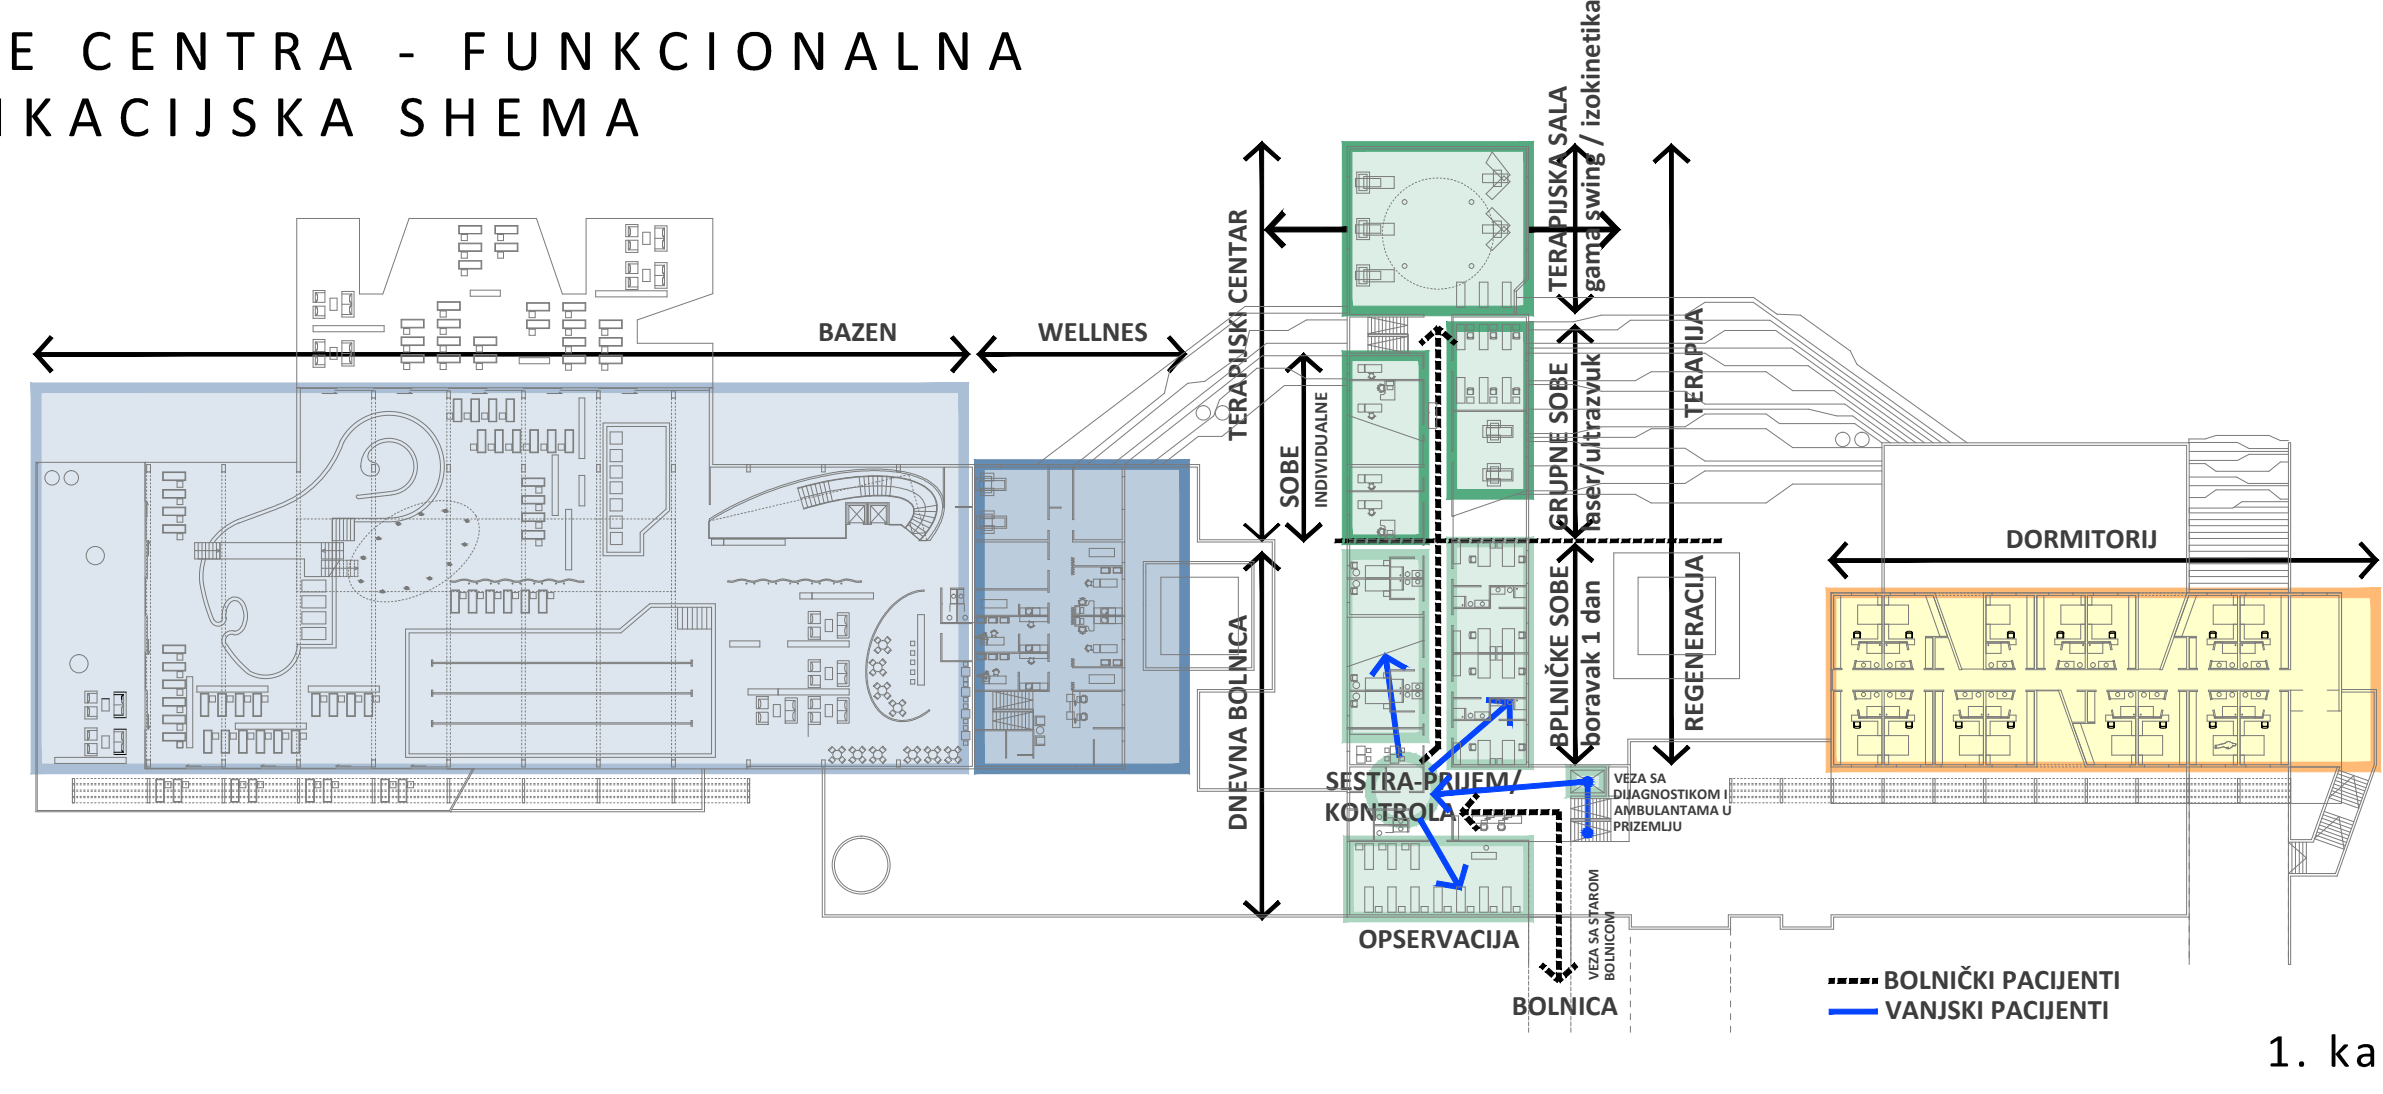 E CENTRA - FUNKCIONALNA
IKACIJSKA SHEMA
BAZEN
WELLNES
TERAPIJSKI CENTAR
DNEVNA BOLNICA
SOBE
INDIVIDUALNE
TERAPIJSKA SALA
gama swing / izokinetika
GRUPNE SOBE
laser/ultrazvuk
BPLNIČKE SOBE
boravak 1 dan
TERAPIJA
REGENERACIJA
DORMITORIJ
SESTRA-PRIJEM/
KONTROLA
VEZA SA
DIJAGNOSTIKOM I
AMBULANTAMA U
PRIZEMLJU
OPSERVACIJA
VEZA SA STAROM
BOLNICOM
BOLNICA
BOLNIČKI PACIJENTI
VANJSKI PACIJENTI
1. ka